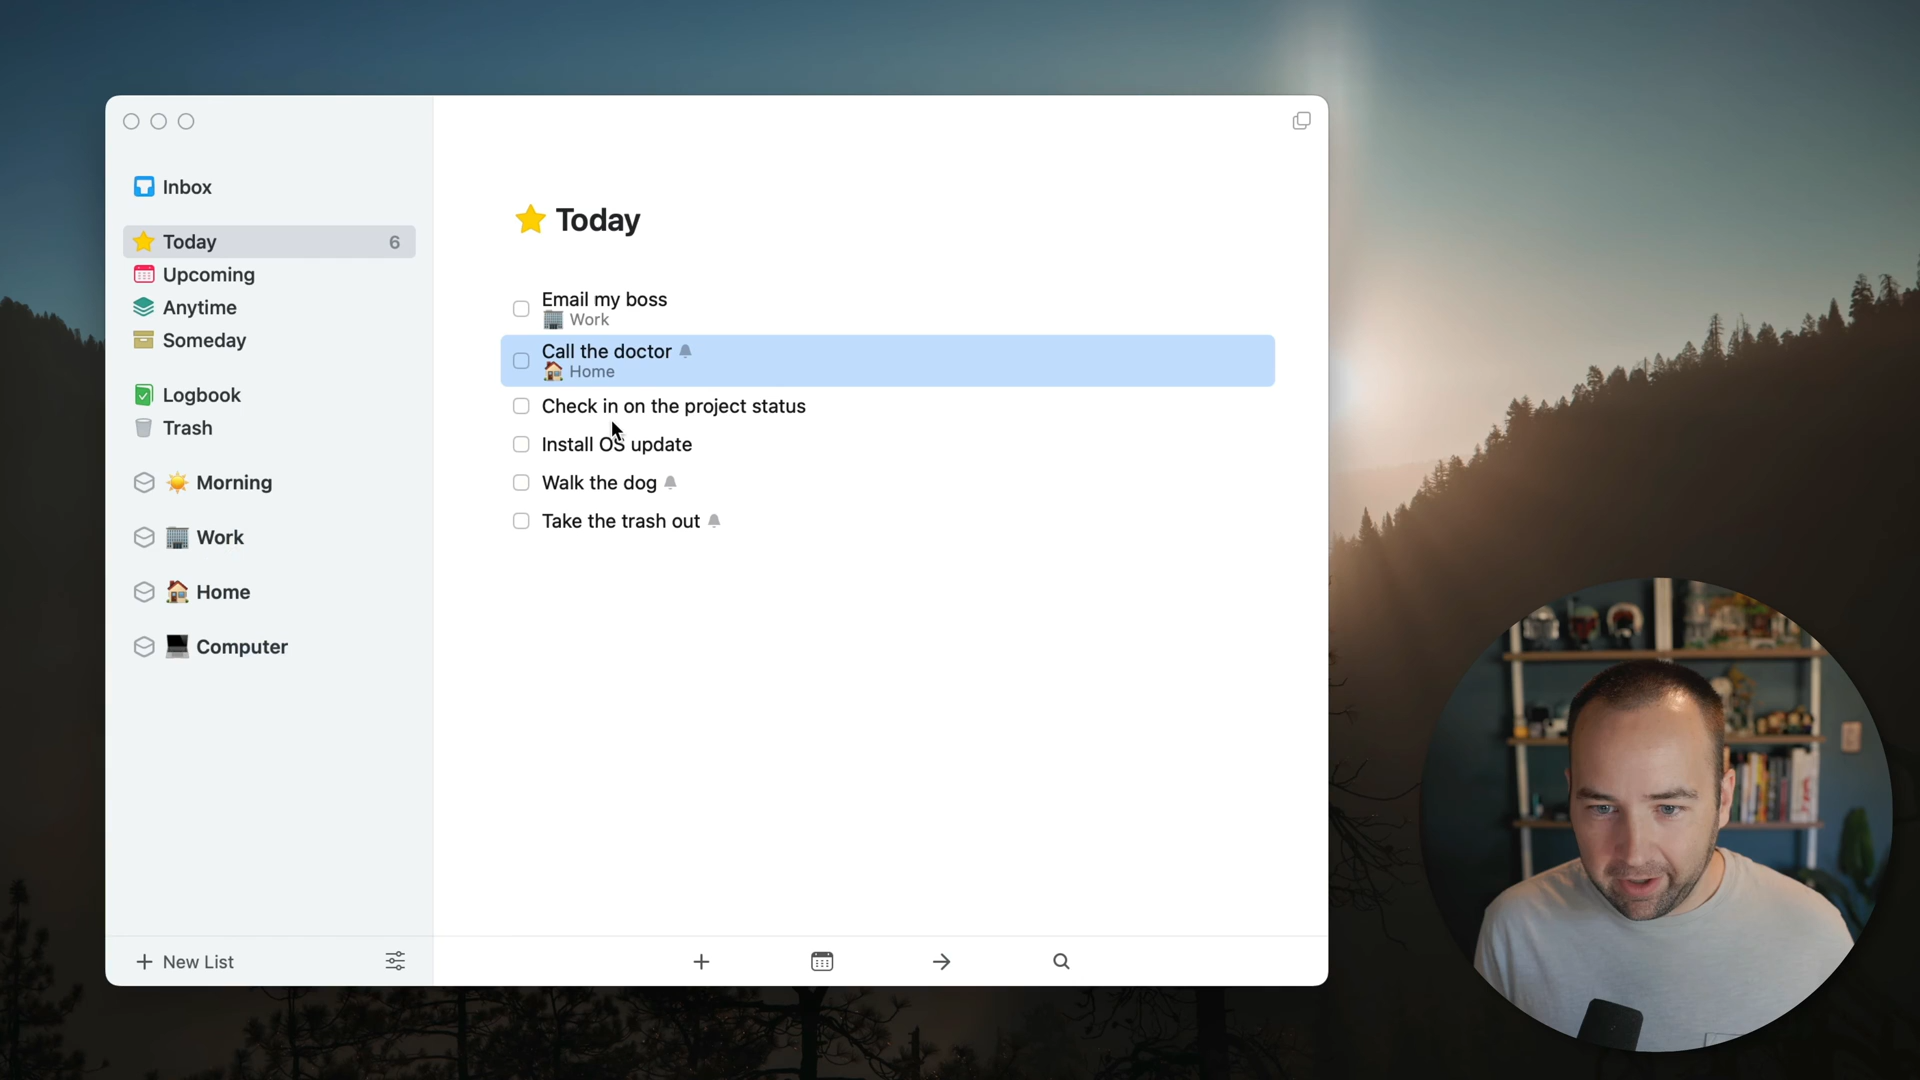 Inbox
Today 6
Upcoming
Anytime
Someday
Logbook
Trash
Morning
Work
Home
Computer
+ New List
Today
Email my boss
Work
Call the doctor
Home
Check in on the project status
Install OS update
Walk the dog
Take the trash out